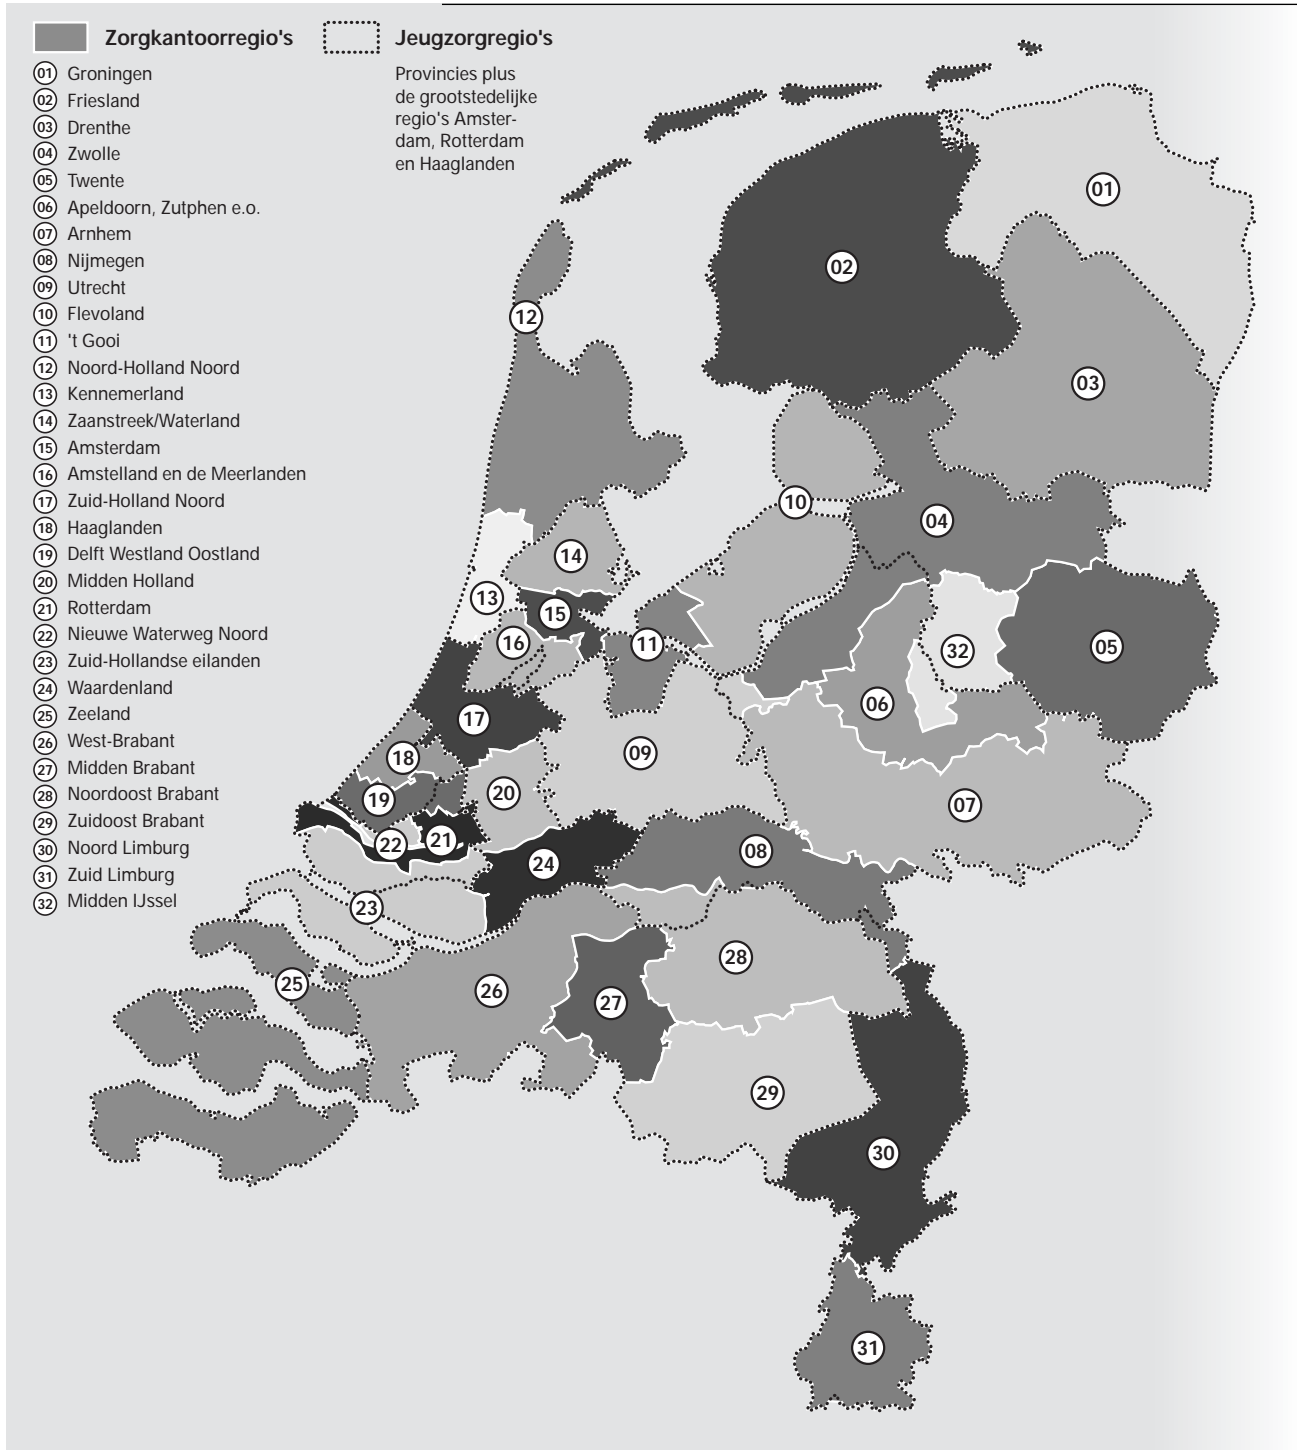 Zorgkantoorregio's
01 Groningen
02 Friesland
03 Drenthe
04 Zwolle
05 Twente
06 Apeldoorn, Zutphen e.o.
07 Arnhem
08 Nijmegen
09 Utrecht
10 Flevoland
11 't Gooi
12 Noord-Holland Noord
13 Kennemerland
14 Zaanstreek/Waterland
15 Amsterdam
16 Amstelland en de Meerlanden
17 Zuid-Holland Noord
18 Haaglanden
19 Delft Westland Oostland
20 Midden Holland
21 Rotterdam
22 Nieuwe Waterweg Noord
23 Zuid-Hollandse eilanden
24 Waardenland
25 Zeeland
26 West-Brabant
27 Midden Brabant
28 Noordoost Brabant
29 Zuidoost Brabant
30 Noord Limburg
31 Zuid Limburg
32 Midden IJssel
Jeugzorgregio's
Provincies plus
de grootstedelijke
regio's Amster-
dam, Rotterdam
en Haaglanden
01
02
12
03
10
04
14
13
15
16
11
32
05
06
17
09
18
19
20
07
22
21
08
24
23
28
25
26
27
29
30
31